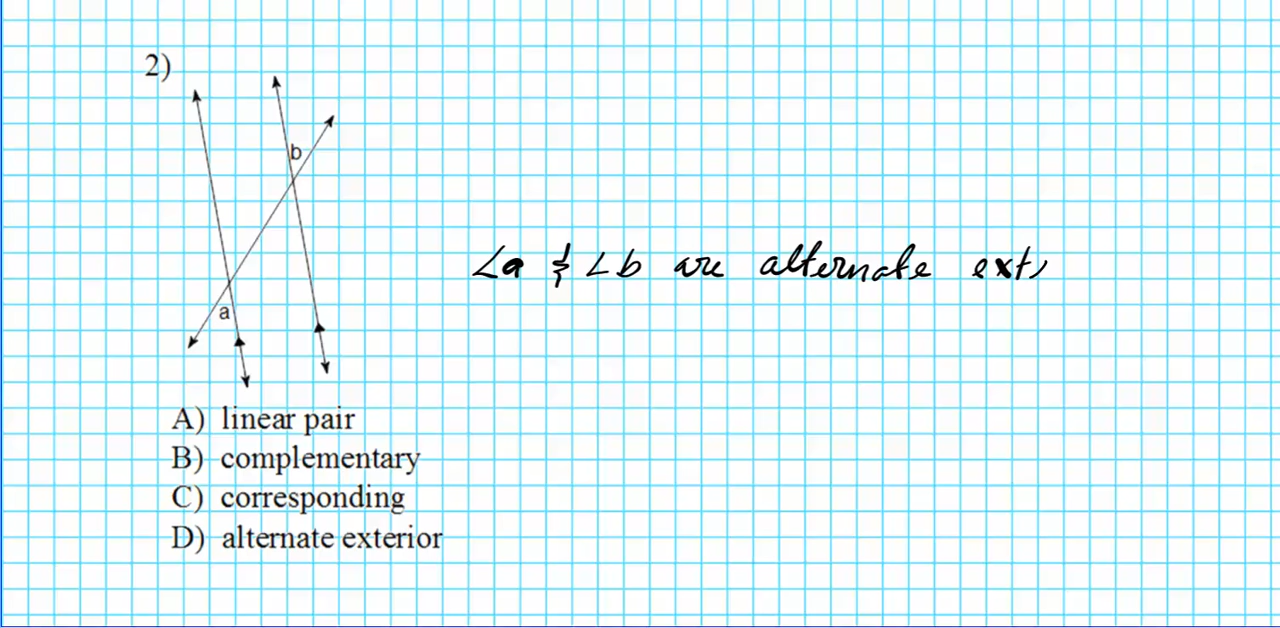 2)
b
∠a & ∠b are alternate ext
a
A) linear pair
B) complementary
C) corresponding
D) alternate exterior